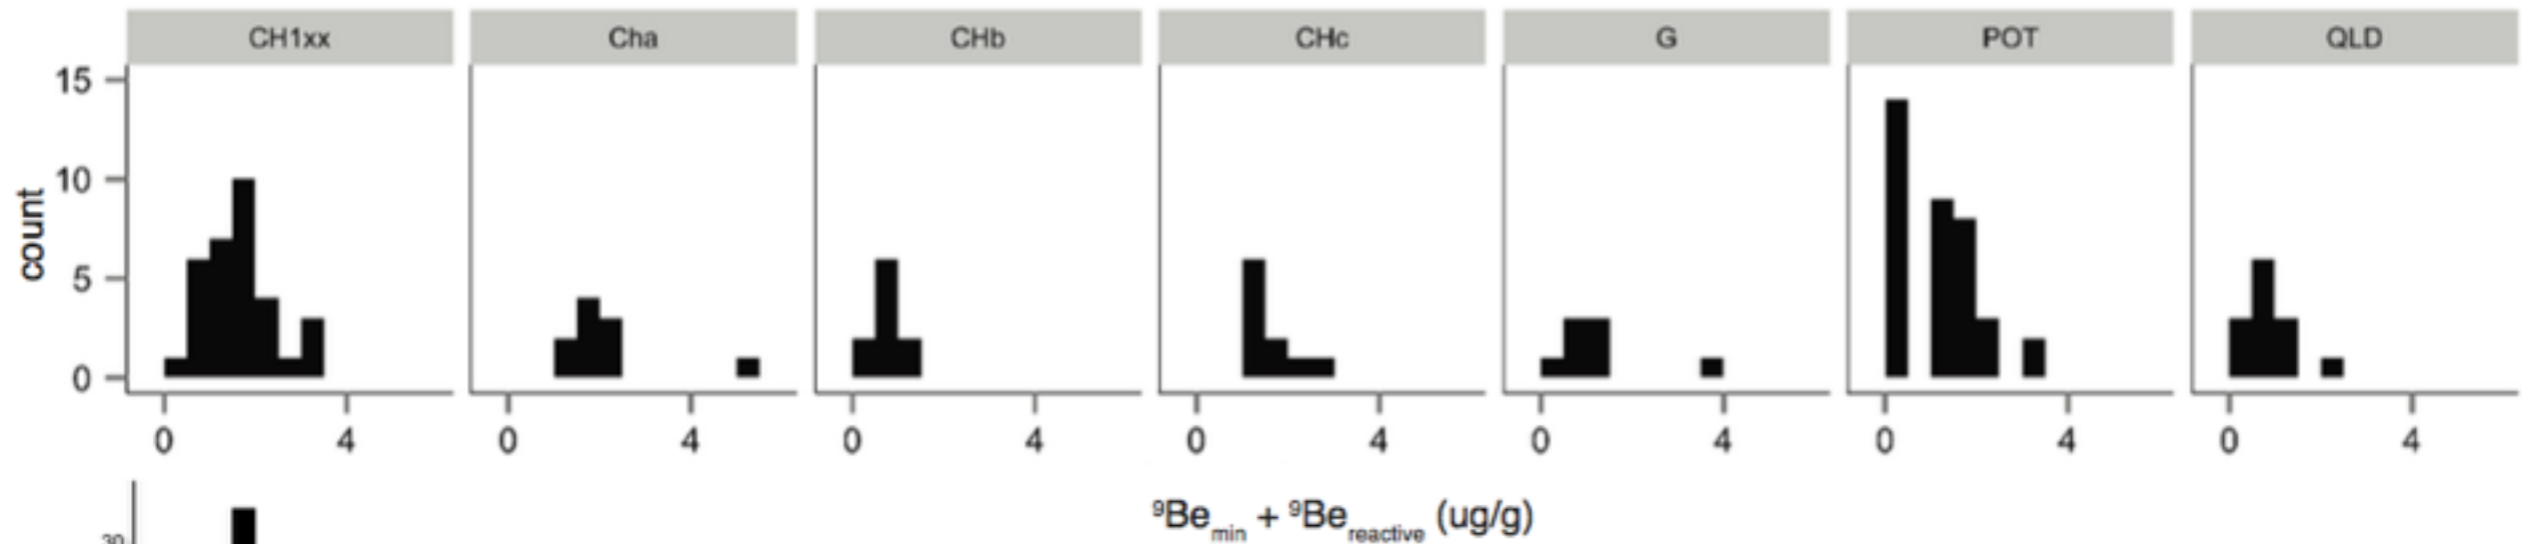 CH1xx Cha CHb CHc G POT QLD
15
10
5
0
count
0 4 0 4 0 4 0 4 0 4 0 4 0 4
⁹Be_min + ⁹Be_reactive (ug/g)
30